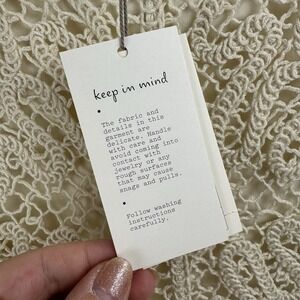 keep in mind
•
The fabric and
details in this
garment are
delicate. Handle
with care and
avoid coming into
contact with
jewelry or any
rough surfaces
that may cause
snags and pulls.
•
Follow washing
instructions
carefully.